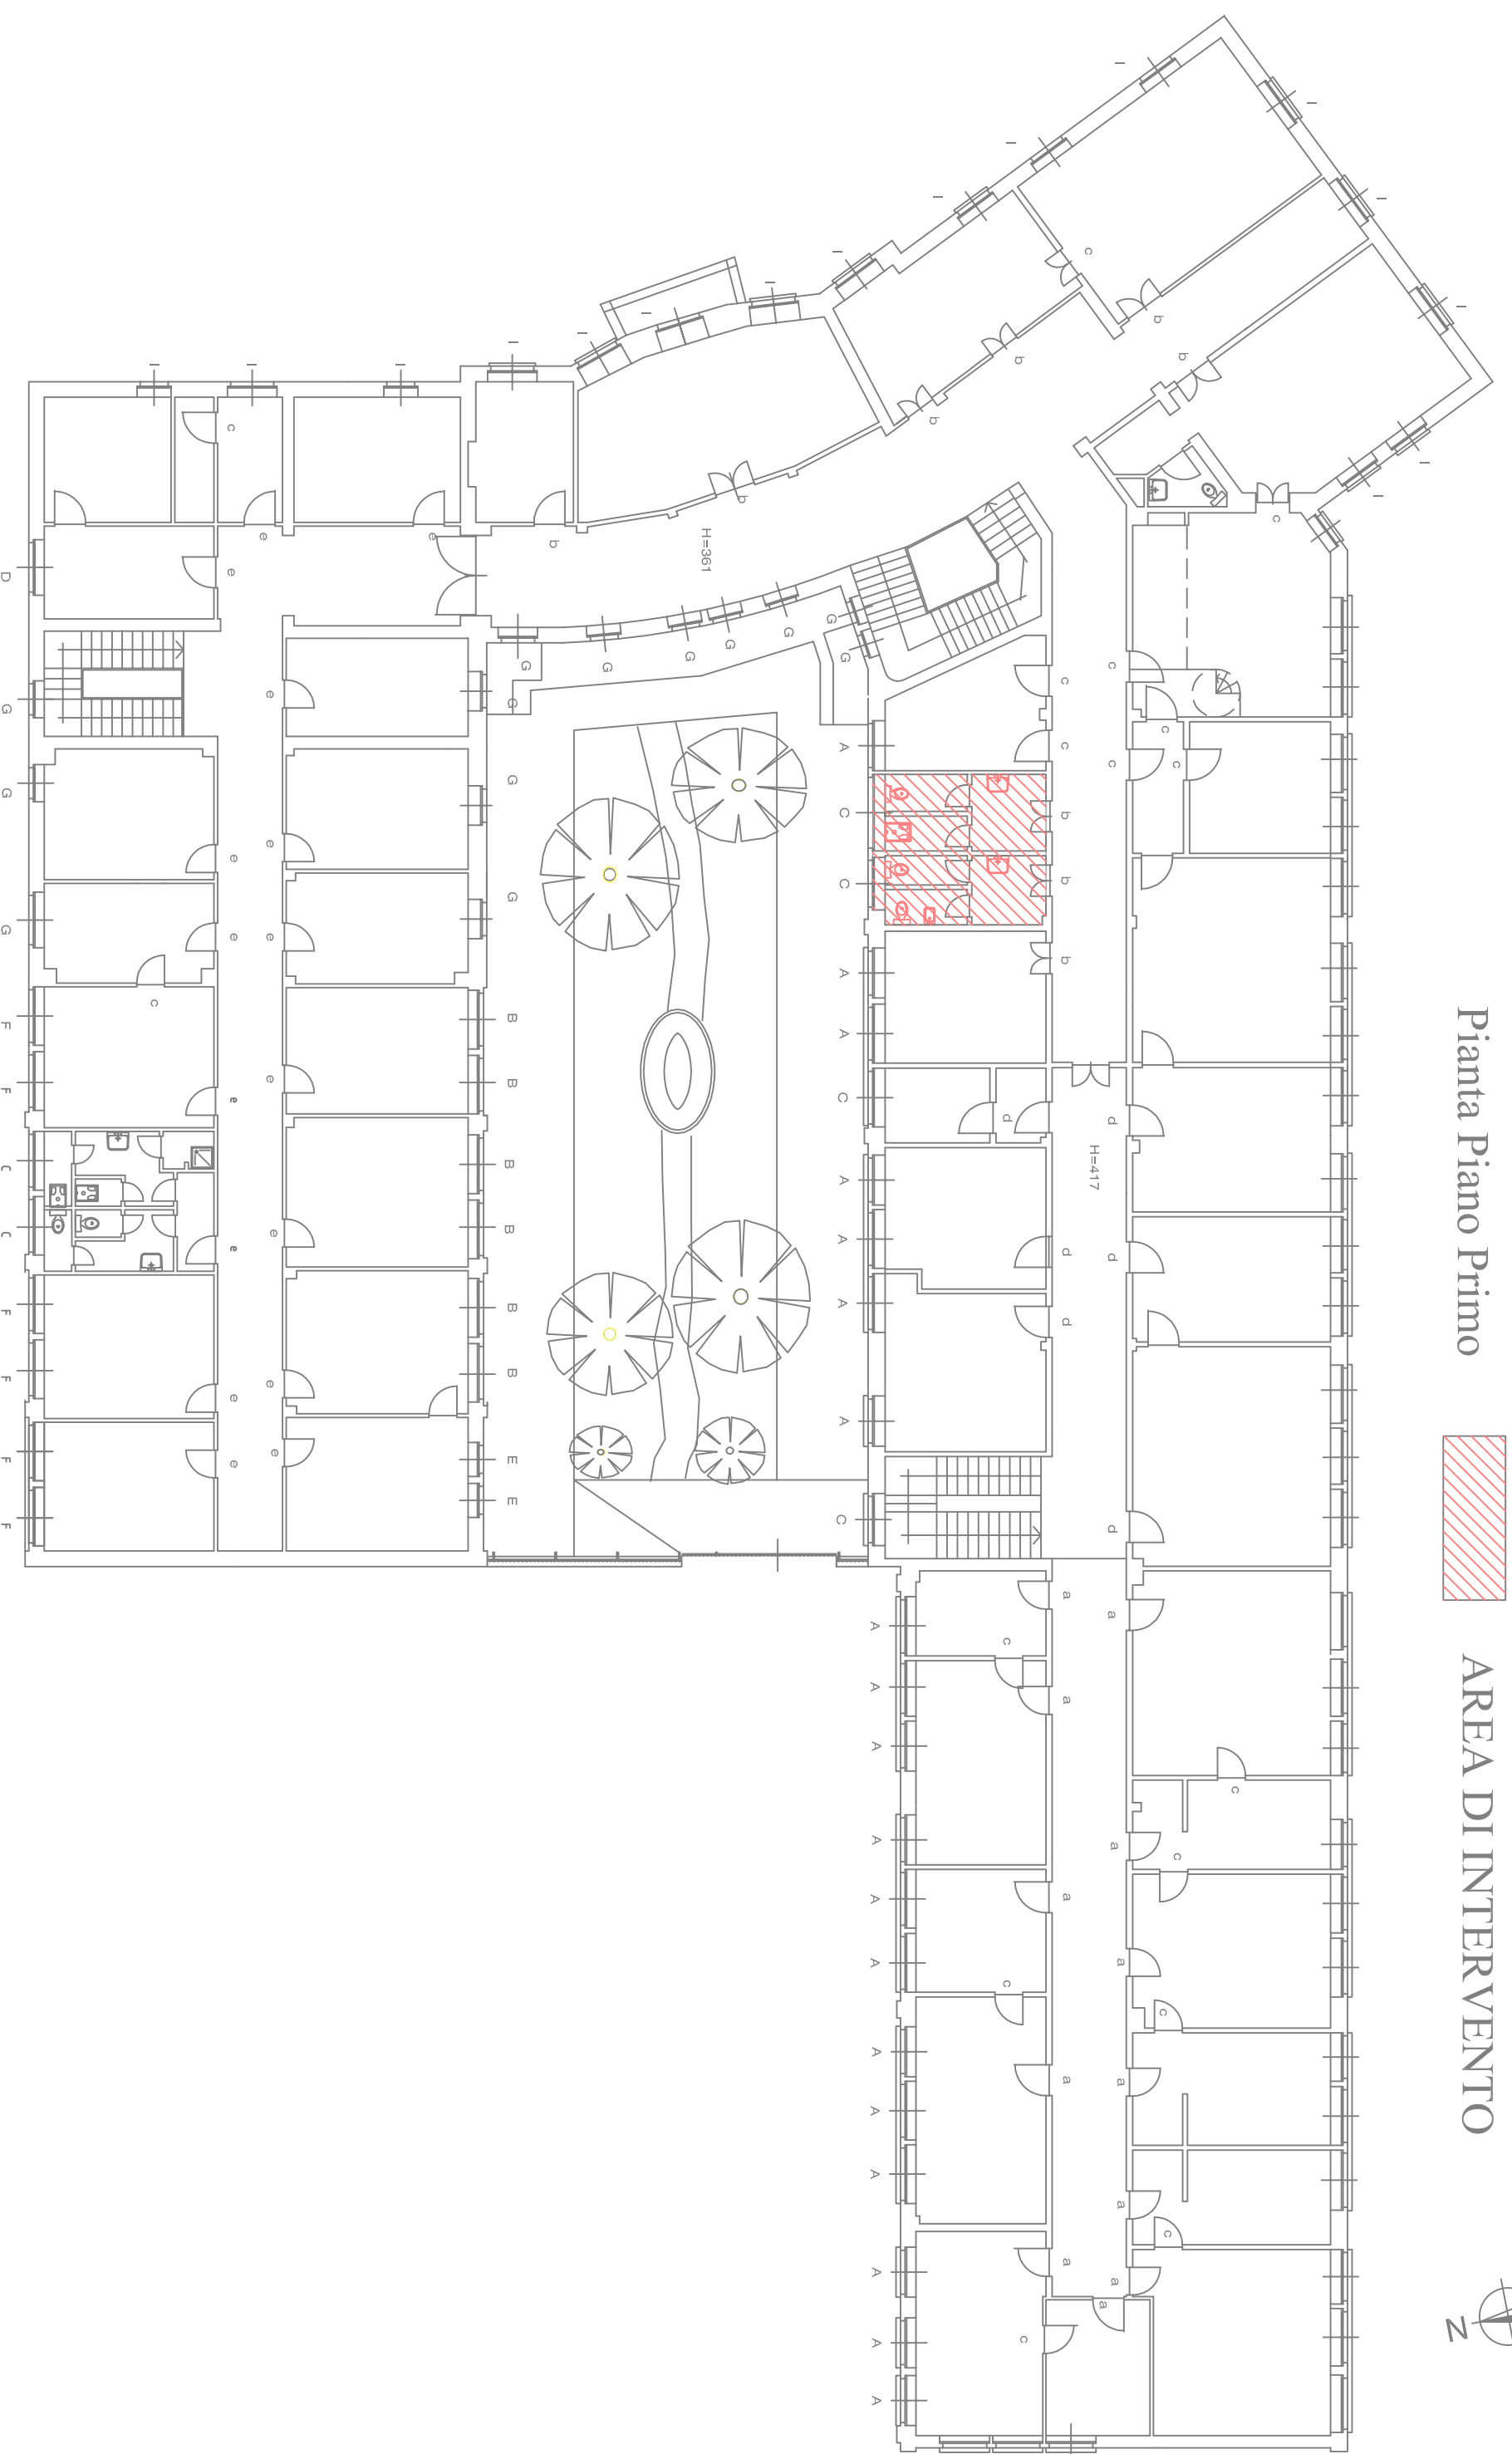 Pianta Piano Primo
AREA DI INTERVENTO
N
H=361
H=417
I I I I I I I I I I I I I
I I I I I
c b b b b b b c c
D G G G F F C C F F F F
e e e e e e e e e e e e e e e
G G G G G G G G G G
B B B B B B E E
A C C A A C A A A A C
c c c c c c b b b
d d d d d d
A A A A A A A A A A A A
a a a a a a a a a a a a
c c c c c c c